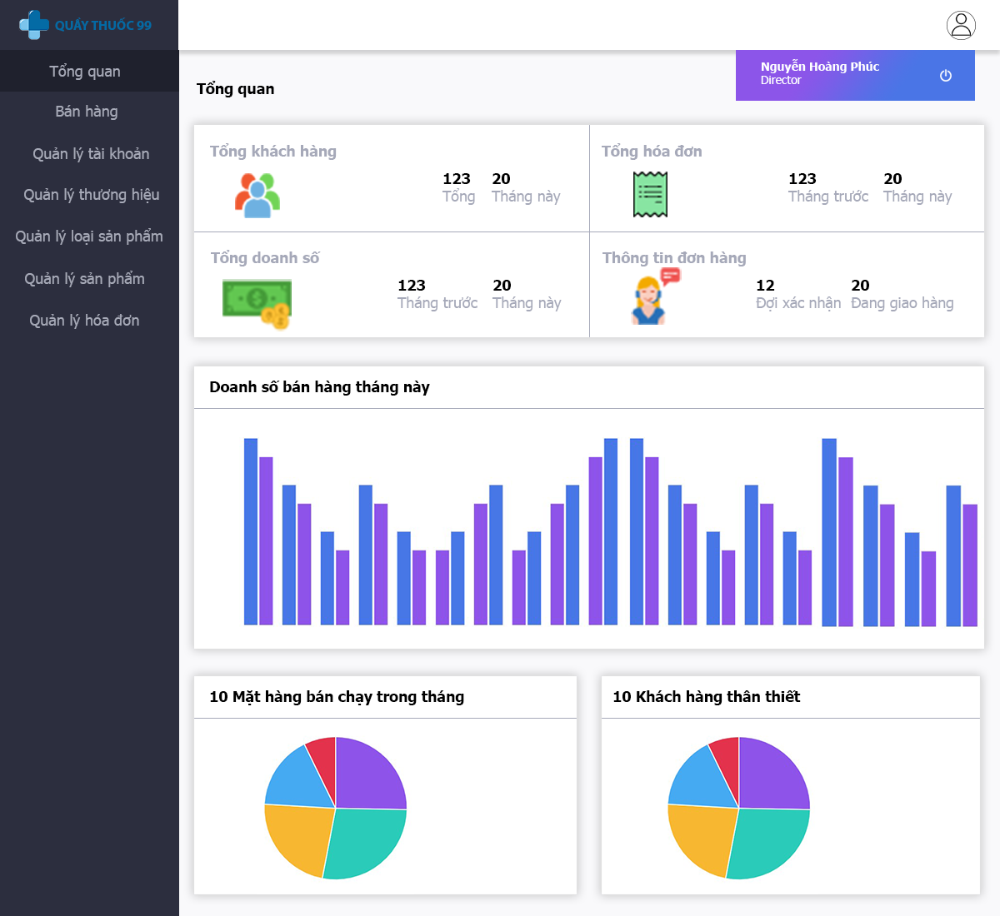 QUẦY THUỐC 99
Tổng quan
Bán hàng
Quản lý tài khoản
Quản lý thương hiệu
Quản lý loại sản phẩm
Quản lý sản phẩm
Quản lý hóa đơn
Nguyễn Hoàng Phúc
Director
Tổng quan
Tổng khách hàng
123 20
Tổng Tháng này
Tổng hóa đơn
123 20
Tháng trước Tháng này
Tổng doanh số
123 20
Tháng trước Tháng này
Thông tin đơn hàng
12 20
Đợi xác nhận Đang giao hàng
Doanh số bán hàng tháng này
10 Mặt hàng bán chạy trong tháng
10 Khách hàng thân thiết